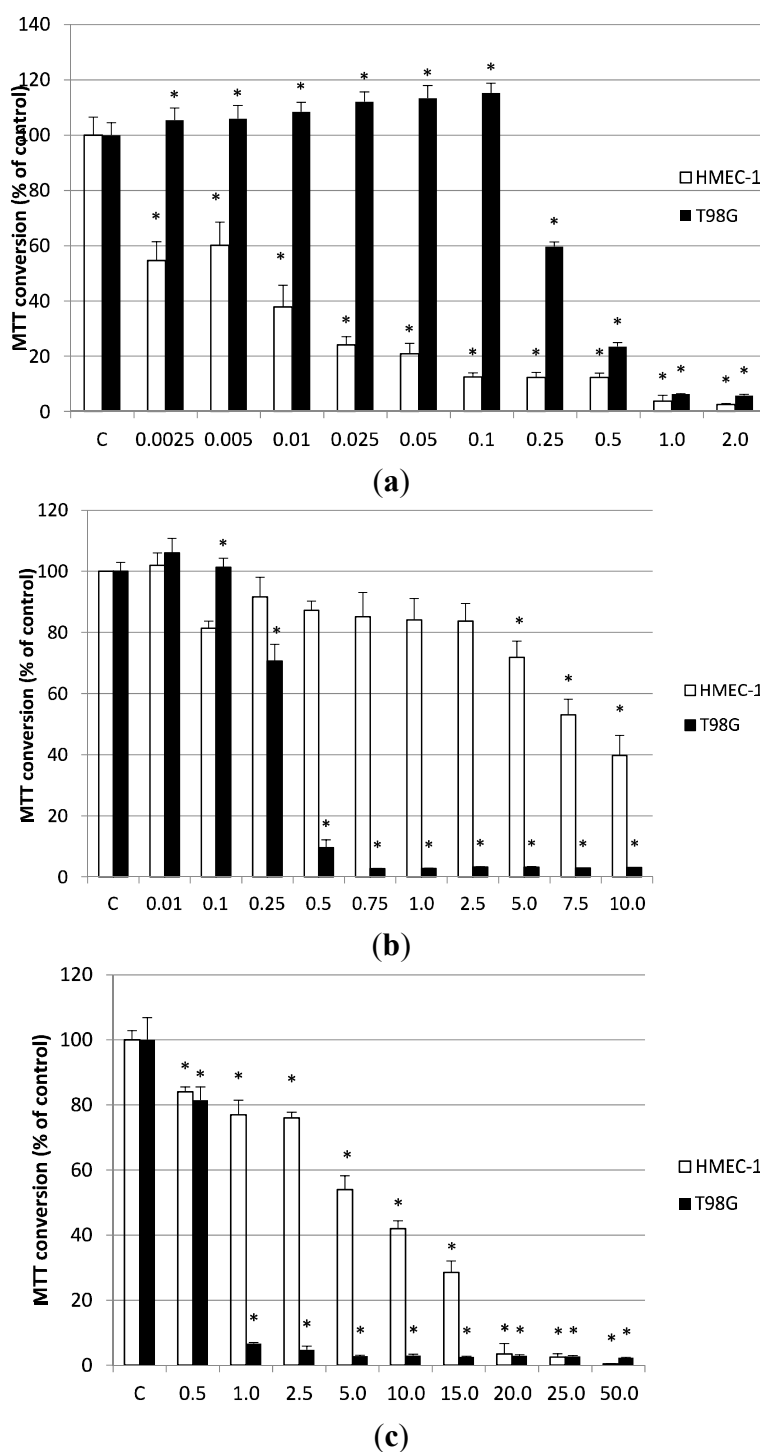 140
120
100
80
60
40
20
0
MTT conversion (% of control)
* * * * * *
* * * * * * * * * * * * * *
HMEC-1
T98G
C 0.0025 0.005 0.01 0.025 0.05 0.1 0.25 0.5 1.0 2.0
(a)
120
100
80
60
40
20
0
MTT conversion (% of control)
* * * * *
* * * * * * *
HMEC-1
T98G
C 0.01 0.1 0.25 0.5 0.75 1.0 2.5 5.0 7.5 10.0
(b)
120
100
80
60
40
20
0
MTT conversion (% of control)
* * * * * * *
* * * * * * * * * * *
HMEC-1
T98G
C 0.5 1.0 2.5 5.0 10.0 15.0 20.0 25.0 50.0
(c)